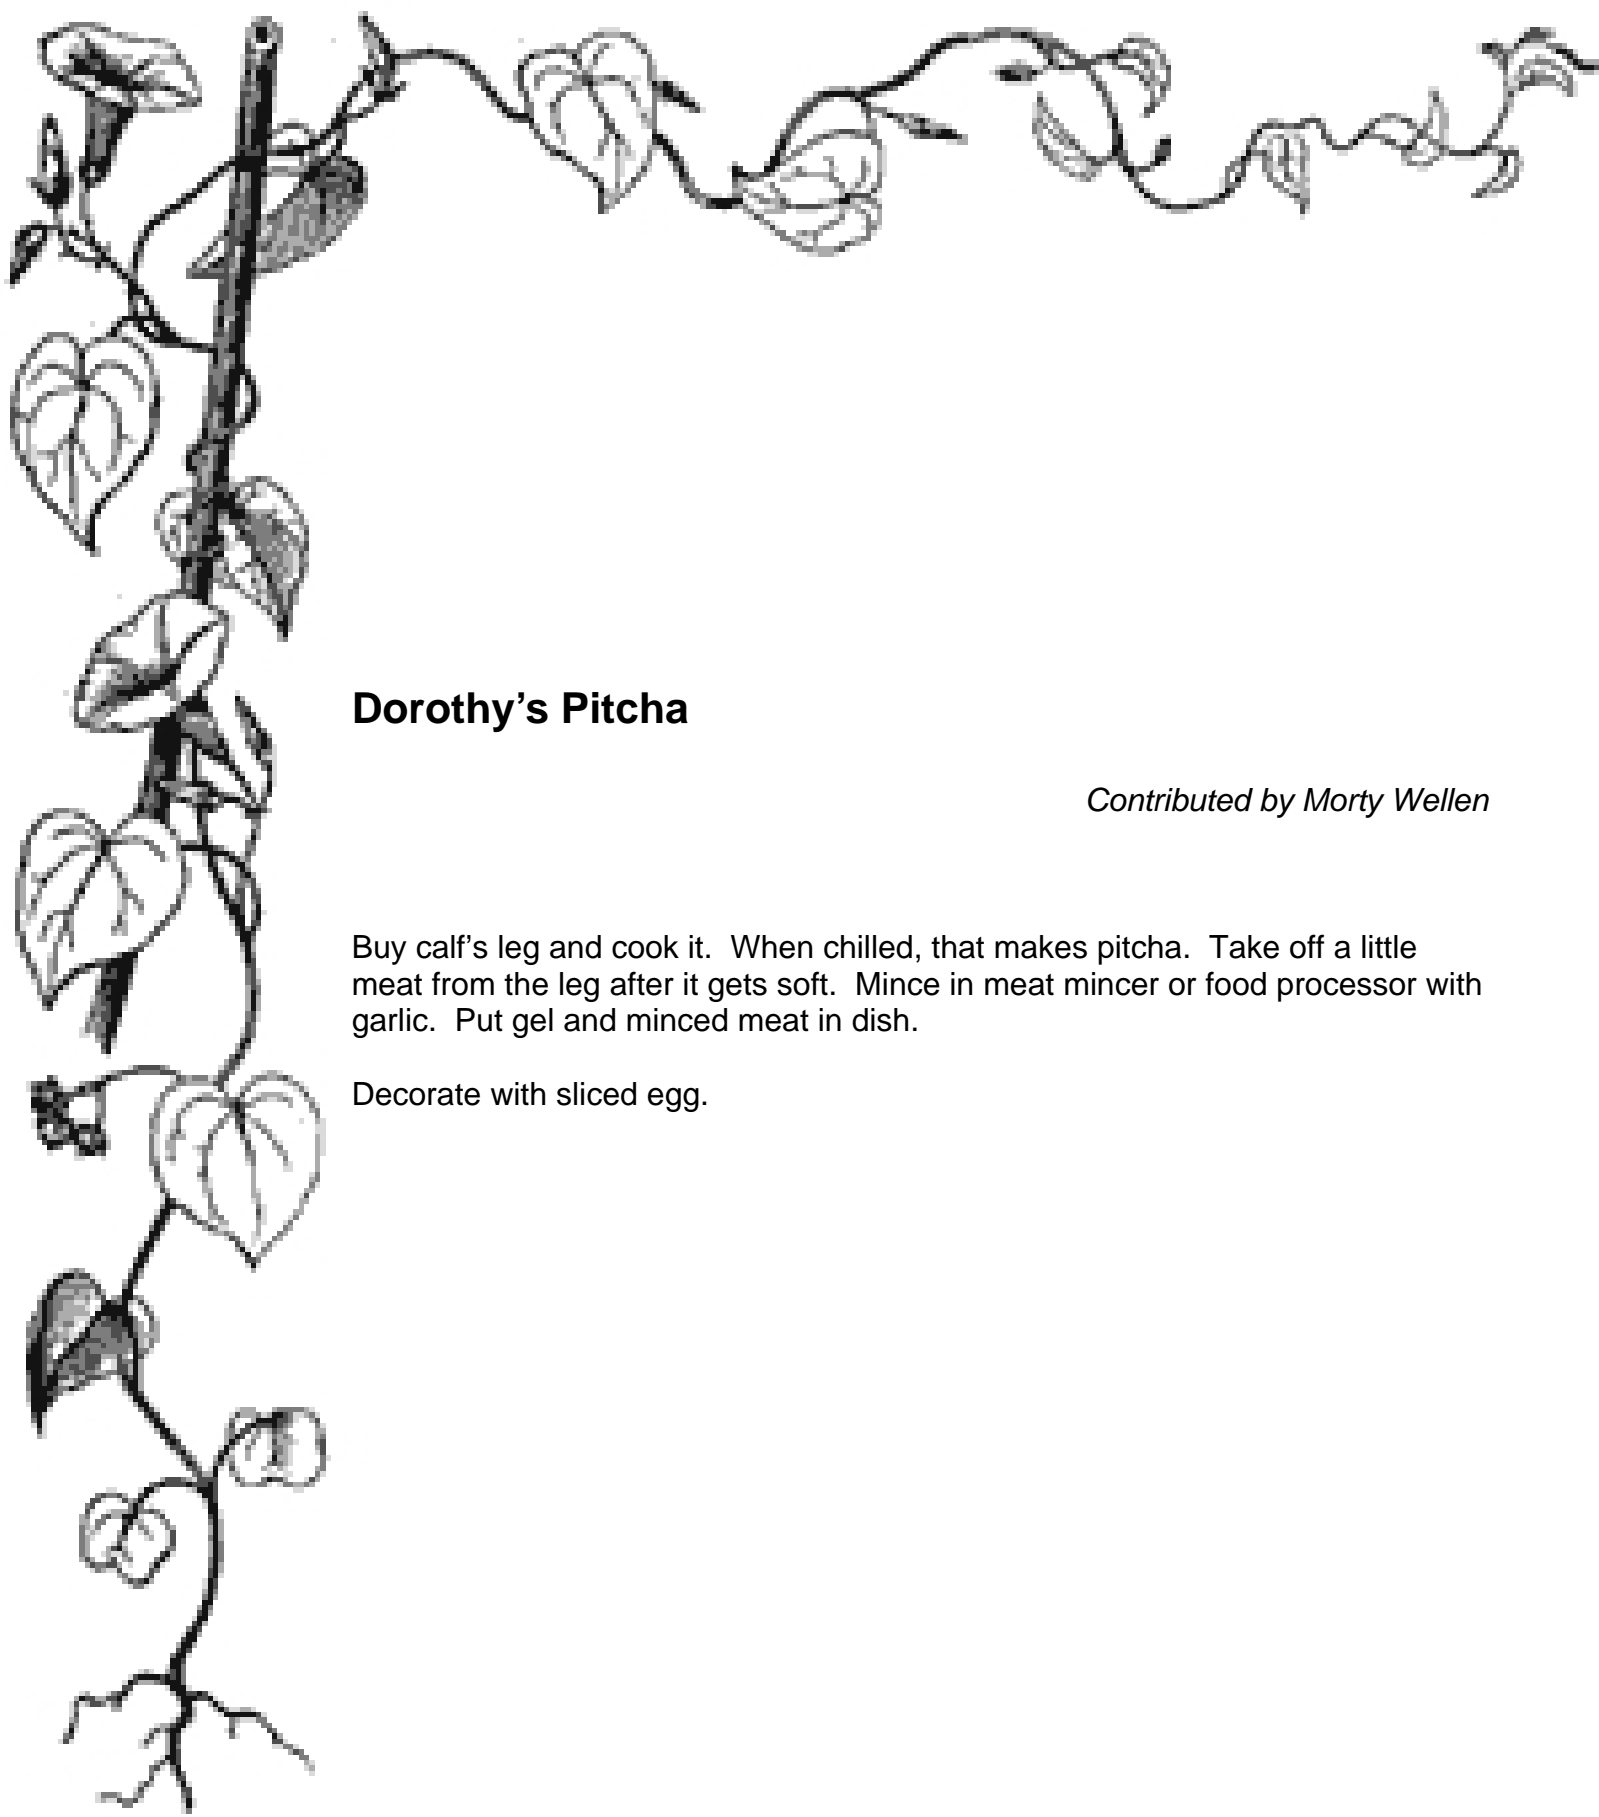 Dorothy’s Pitcha
Contributed by Morty Wellen
Buy calf’s leg and cook it.  When chilled, that makes pitcha.  Take off a little
meat from the leg after it gets soft.  Mince in meat mincer or food processor with
garlic.  Put gel and minced meat in dish.
Decorate with sliced egg.